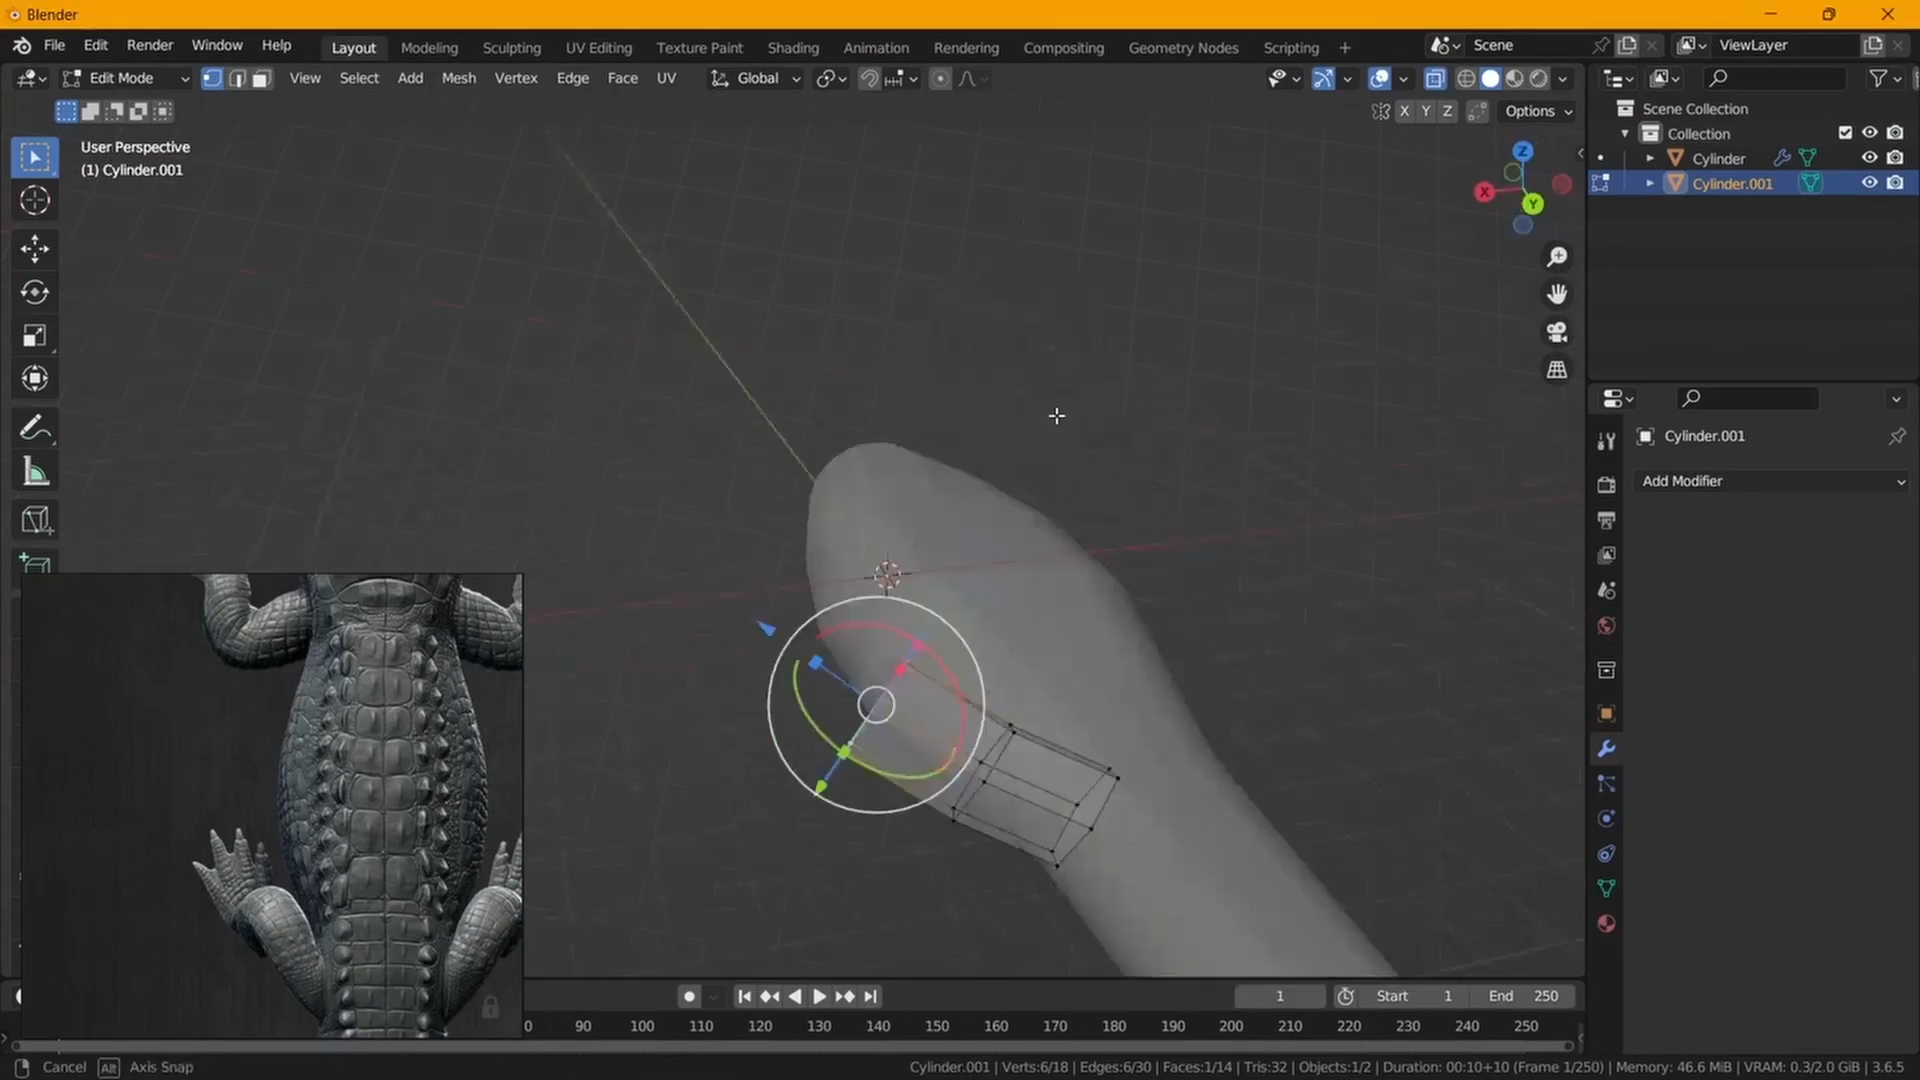 Blender
File Edit Render Window Help Layout Modeling Sculpting UV Editing Texture Paint Shading Animation Rendering Compositing Geometry Nodes Scripting + Scene ViewLayer
Edit Mode View Select Add Mesh Vertex Edge Face UV Global
X Y Z Options
User Perspective
(1) Cylinder.001
Z
X
Y
Scene Collection
Collection
Cylinder
Cylinder.001
Cylinder.001
Add Modifier
1 Start 1 End 250
0 90 100 110 120 130 140 150 160 170 180 190 200 210 220 230 240 250
Cancel Alt Axis Snap Cylinder.001 | Verts:6/18 | Edges:6/30 | Faces:1/14 | Tris:32 | Objects:1/2 | Duration: 00:10+10 (Frame 1/250) | Memory: 46.6 MiB | VRAM: 0.3/2.0 GiB | 3.6.5